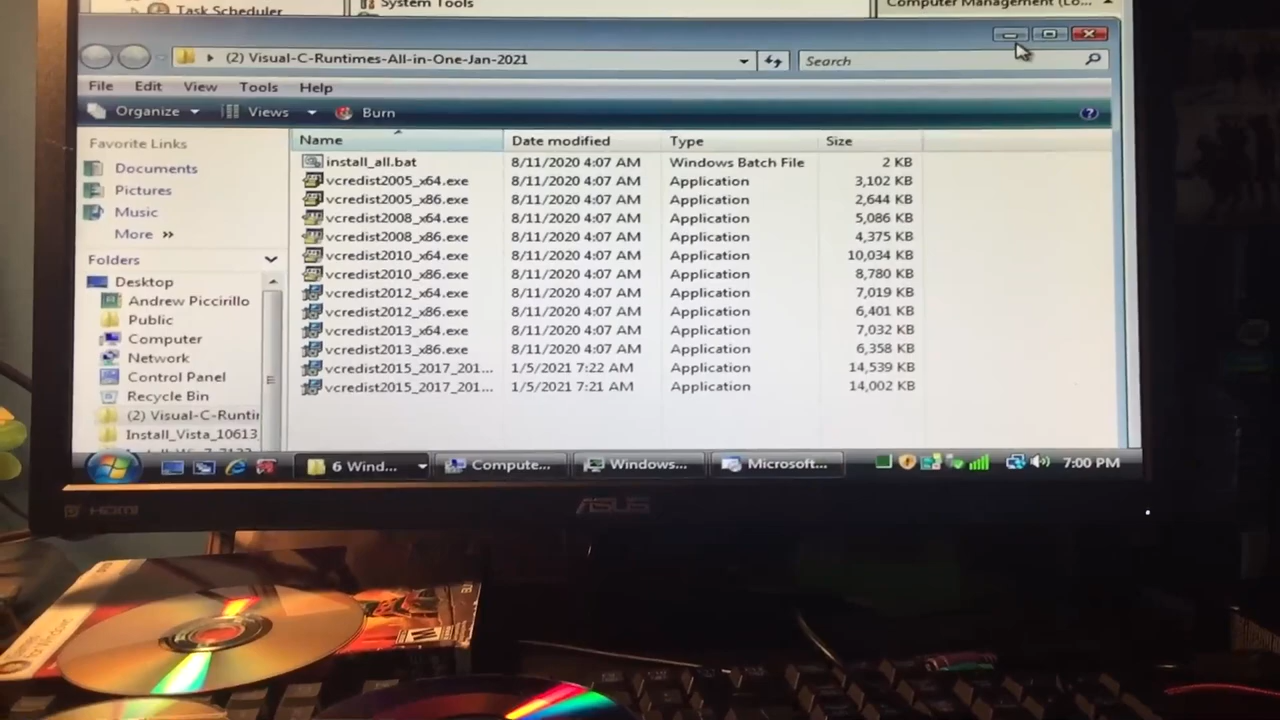 Task Scheduler
System Tools
Computer Management (Lo...
(2) Visual-C-Runtimes-All-in-One-Jan-2021
Search
File Edit View Tools Help
Organize Views Burn
Favorite Links
Documents
Pictures
Music
More »
Folders
Desktop
Andrew Piccirillo
Public
Computer
Network
Control Panel
Recycle Bin
(2) Visual-C-Runtir
Install_Vista_10613
Name Date modified Type Size
install_all.bat 8/11/2020 4:07 AM Windows Batch File 2 KB
vcredist2005_x64.exe 8/11/2020 4:07 AM Application 3,102 KB
vcredist2005_x86.exe 8/11/2020 4:07 AM Application 2,644 KB
vcredist2008_x64.exe 8/11/2020 4:07 AM Application 5,086 KB
vcredist2008_x86.exe 8/11/2020 4:07 AM Application 4,375 KB
vcredist2010_x64.exe 8/11/2020 4:07 AM Application 10,034 KB
vcredist2010_x86.exe 8/11/2020 4:07 AM Application 8,780 KB
vcredist2012_x64.exe 8/11/2020 4:07 AM Application 7,019 KB
vcredist2012_x86.exe 8/11/2020 4:07 AM Application 6,401 KB
vcredist2013_x64.exe 8/11/2020 4:07 AM Application 7,032 KB
vcredist2013_x86.exe 8/11/2020 4:07 AM Application 6,358 KB
vcredist2015_2017_201... 1/5/2021 7:22 AM Application 14,539 KB
vcredist2015_2017_201... 1/5/2021 7:21 AM Application 14,002 KB
6 Wind... Compute... Windows... Microsoft... 7:00 PM
HDMI
ASUS
M